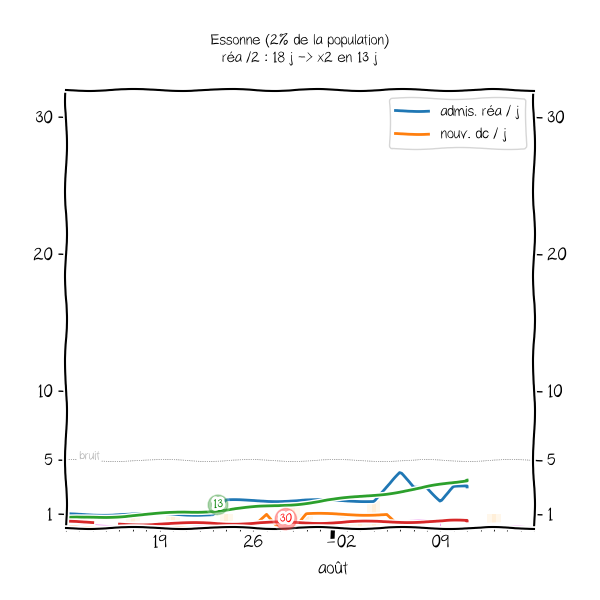 Essonne (2% de la population)
réa /2 : 18 j -> x2 en 13 j
admis. réa / j
nouv. dc / j
30
30
20
20
10
10
5
bruit
5
13
30
1
1
19
26
02
09
août